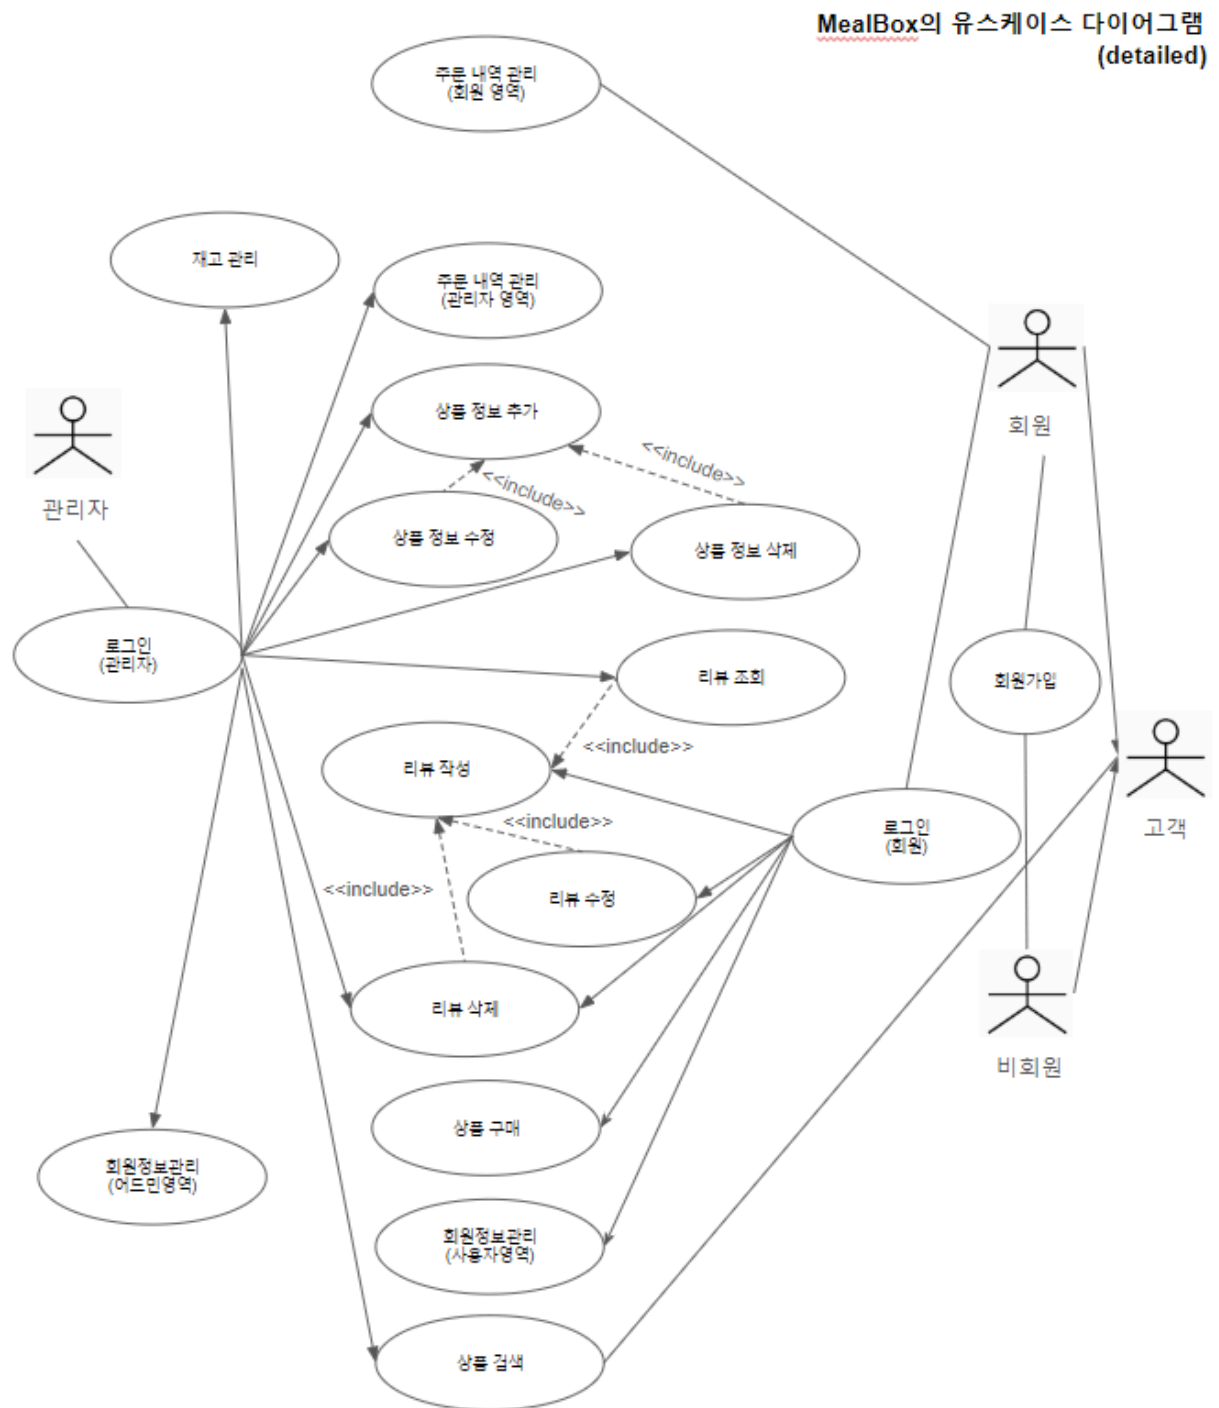 MealBox의 유스케이스 다이어그램
(detailed)
주문 내역 관리
(회원 영역)
재고 관리
주문 내역 관리
(관리자 영역)
상품 정보 추가
회원
<<include>>
<<include>>
관리자
상품 정보 수정
상품 정보 삭제
로그인
(관리자)
리뷰 조회
회원가입
<<include>>
리뷰 작성
<<include>>
로그인
(회원)
고객
<<include>>
리뷰 수정
리뷰 삭제
비회원
상품 구매
회원정보관리
(어드민영역)
회원정보관리
(사용자영역)
상품 검색